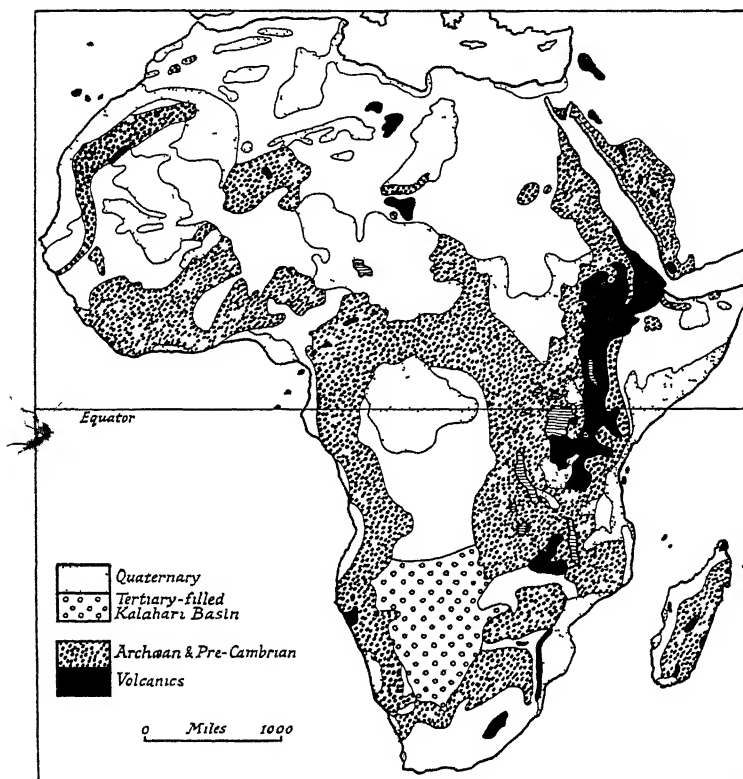 Equator
Quaternary
Tertiary-filled
Kalahari Basin
Archæan & Pre-Cambrian
Volcanics
0 Miles 1000